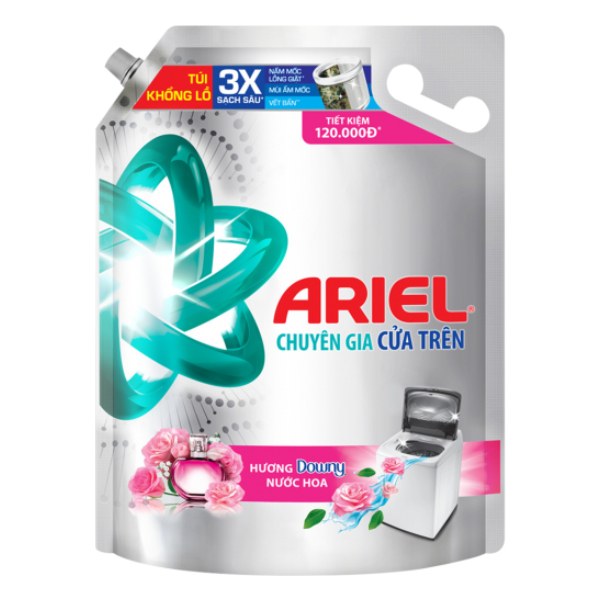 TÚI
KHỔNG LỒ
3X
SẠCH SÂU*
NẤM MỐC
LỒNG GIẶT*
MÙI ẨM MỐC
VẾT BẨN**
TIẾT KIỆM
120.000Đ*
ARIEL®
CHUYÊN GIA CỬA TRÊN
HƯƠNG Downy
NƯỚC HOA